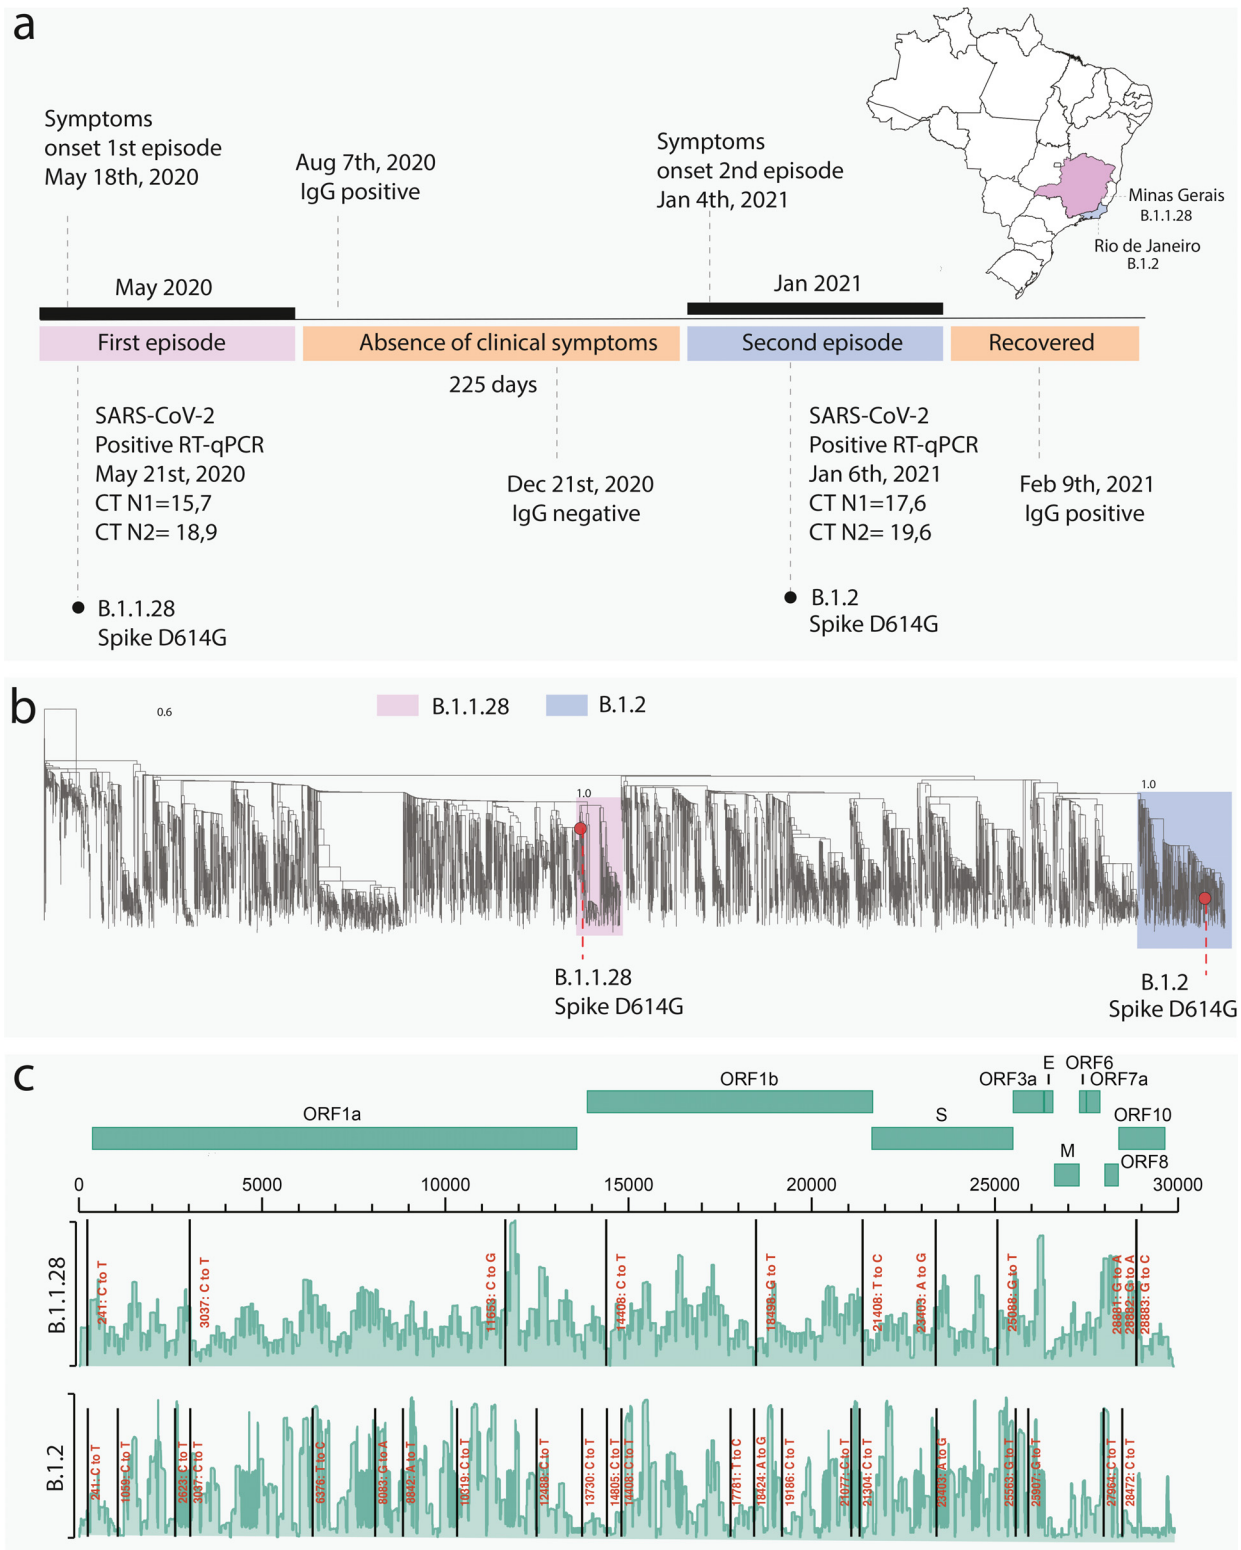 a
Symptoms
onset 1st episode
May 18th, 2020
Aug 7th, 2020
IgG positive
Symptoms
onset 2nd episode
Jan 4th, 2021
Minas Gerais
B.1.1.28
Rio de Janeiro
B.1.2
May 2020
Jan 2021
First episode
Absence of clinical symptoms
Second episode
Recovered
225 days
SARS-CoV-2
Positive RT-qPCR
May 21st, 2020
CT N1=15,7
CT N2= 18,9
Dec 21st, 2020
IgG negative
SARS-CoV-2
Positive RT-qPCR
Jan 6th, 2021
CT N1=17,6
CT N2= 19,6
Feb 9th, 2021
IgG positive
B.1.1.28
Spike D614G
B.1.2
Spike D614G
b
0.6
B.1.1.28
B.1.2
1.0
1.0
B.1.1.28
Spike D614G
B.1.2
Spike D614G
c
ORF1a
ORF1b
S
ORF3a
E
M
ORF6
ORF7a
ORF8
ORF10
0
5000
10000
15000
20000
25000
30000
B.1.1.28
241: C to T
3037: C to T
11653: C to G
14408: C to T
18498: G to T
21408: T to C
23403: A to G
25088: G to T
28881: G to A
28882: G to A
28883: G to C
B.1.2
241: C to T
1059: C to T
2623: C to T
3037: C to T
6376: T to C
8083: G to A
8842: A to T
10319: C to T
12488: C to T
13730: C to T
14805: C to T
14408: C to T
17781: T to C
18424: A to G
19186: C to T
21077: C to T
21304: C to T
23403: A to G
25563: G to T
25907: G to T
27964: C to T
28472: C to T